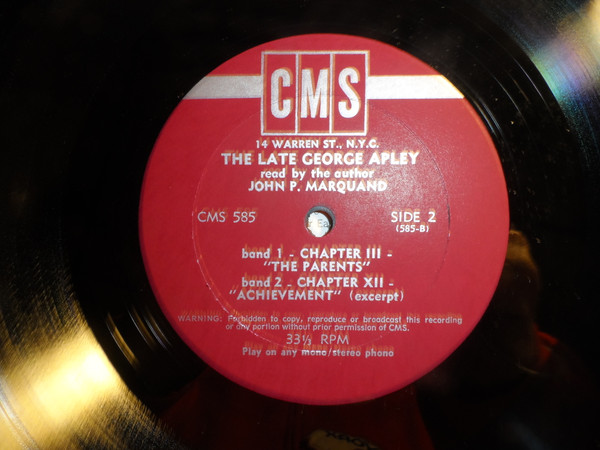 CMS
14 WARREN ST., N.Y.C.
THE LATE GEORGE APLEY
read by the author
JOHN P. MARQUAND
CMS 585
SIDE 2
(585-B)
band 1 - CHAPTER III -
"THE PARENTS"
band 2 - CHAPTER XII -
"ACHIEVEMENT" (excerpt)
WARNING: Forbidden to copy, reproduce or broadcast this recording
or any portion without prior permission of CMS.
33⅓ RPM
Play on any mono/stereo phono